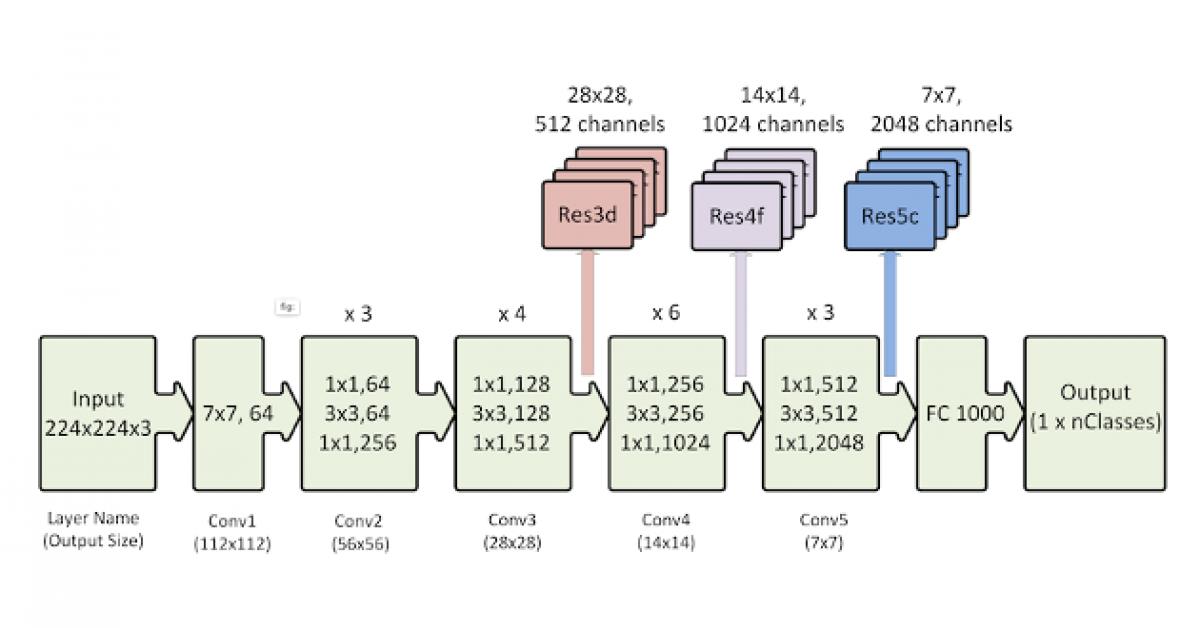 28x28,
512 channels
14x14,
1024 channels
7x7,
2048 channels
Res3d
Res4f
Res5c
fig:
x 3
x 4
x 6
x 3
Input
224x224x3
7x7, 64
1x1,64
3x3,64
1x1,256
1x1,128
3x3,128
1x1,512
1x1,256
3x3,256
1x1,1024
1x1,512
3x3,512
1x1,2048
FC 1000
Output
(1 x nClasses)
Layer Name
(Output Size)
Conv1
(112x112)
Conv2
(56x56)
Conv3
(28x28)
Conv4
(14x14)
Conv5
(7x7)